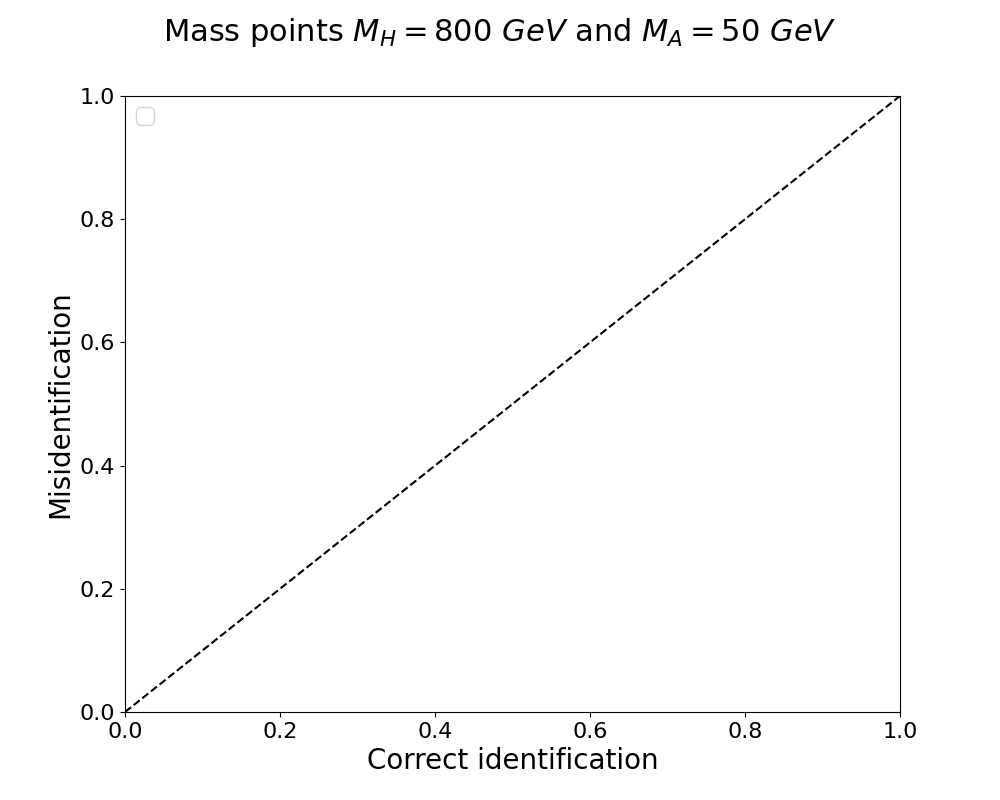 Mass points M_H = 800 GeV and M_A = 50 GeV
1.0
0.8
0.6
0.4
0.2
0.0
Misidentification
0.0 0.2 0.4 0.6 0.8 1.0
Correct identification